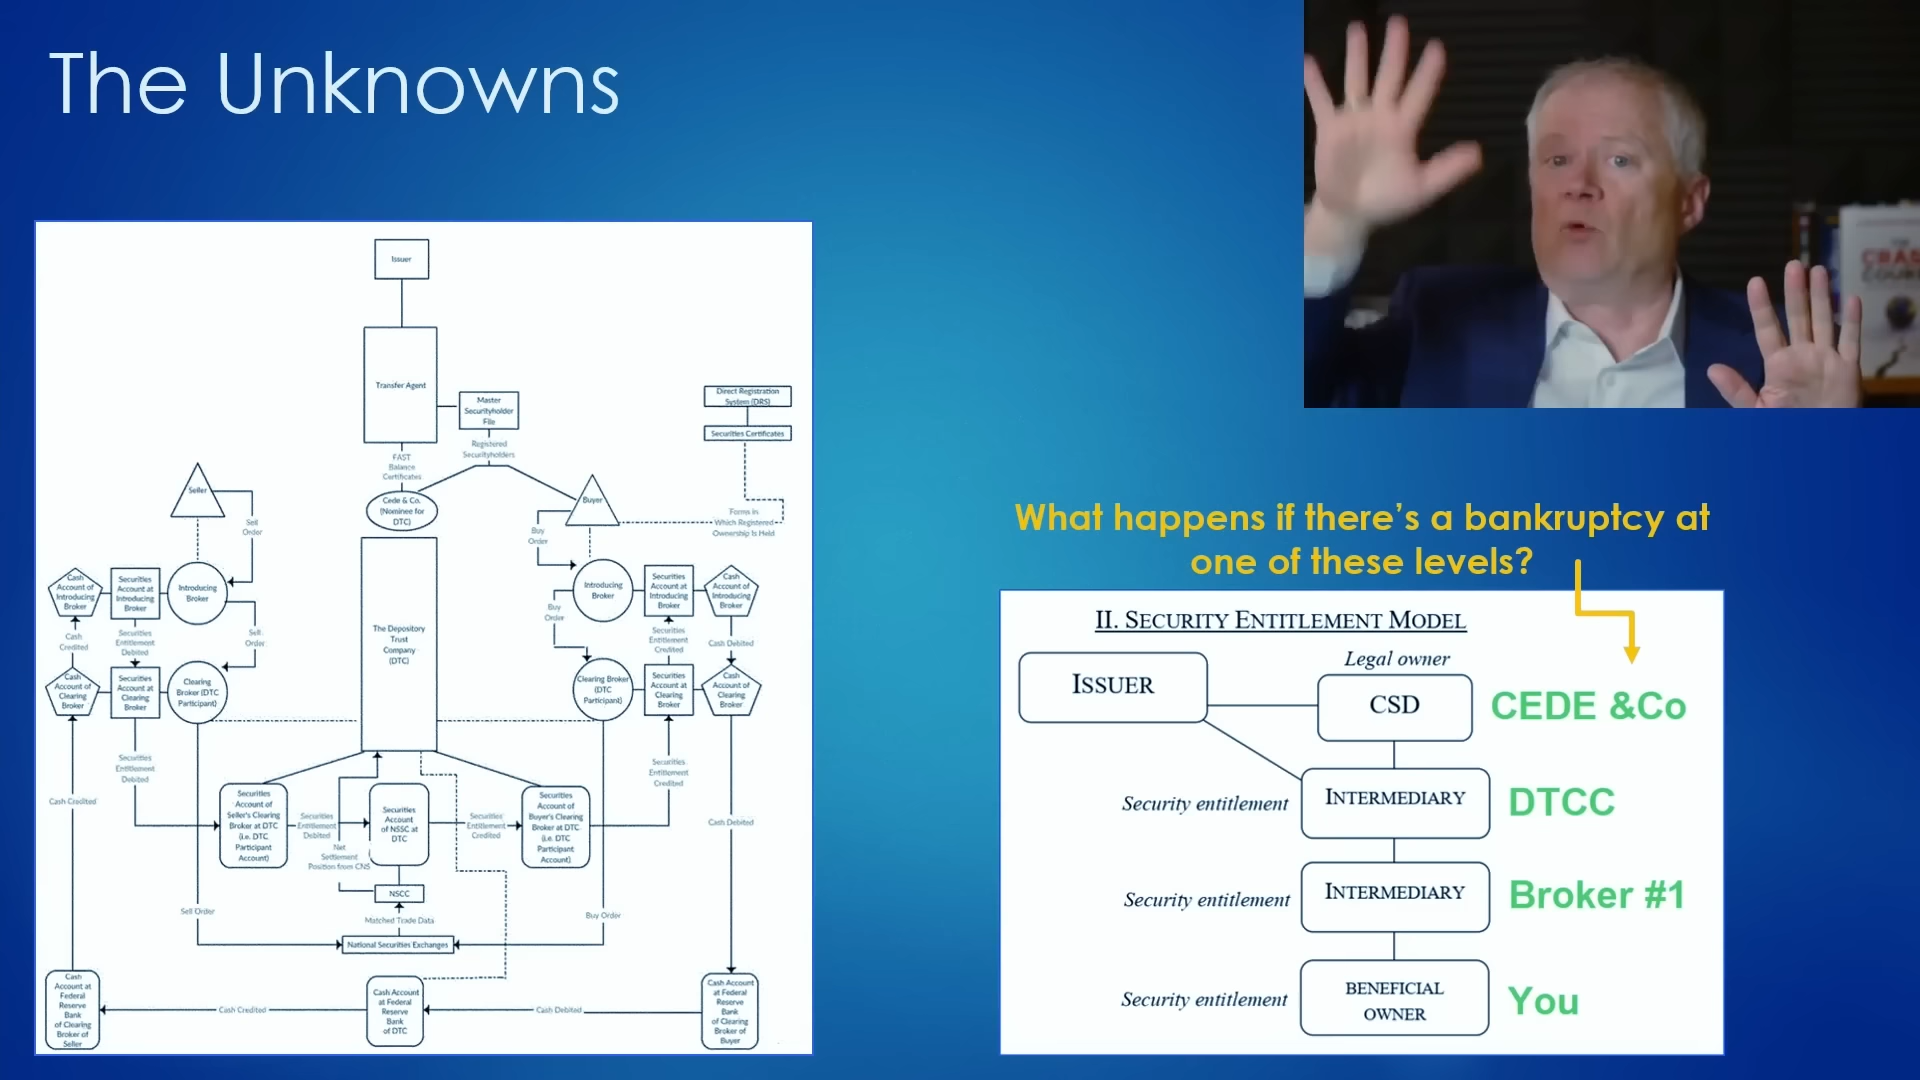 The Unknowns
Issuer
Transfer Agent
Master
Securityholder
File
Registered
Securityholders
FAST
Balance
Certificates
Cede & Co.
(Nominee for
DTC)
Direct Registration
System (DRS)
Securities Certificates
Forms in
Which Registered
Ownership Is Held
Seller
Sell
Order
Buyer
Buy
Order
Cash
Account of
Introducing
Broker
Securities
Account at
Introducing
Broker
Introducing
Broker
Introducing
Broker
Securities
Account at
Introducing
Broker
Cash
Account of
Introducing
Broker
Cash
Credited
Securities
Entitlement
Debited
Sell
Order
The Depository
Trust
Company
(DTC)
Buy
Order
Securities
Entitlement
Credited
Cash Debited
Cash
Account of
Clearing
Broker
Securities
Account at
Clearing
Broker
Clearing
Broker (DTC
Participant)
Clearing Broker
(DTC
Participant)
Securities
Account at
Clearing
Broker
Cash
Account of
Clearing
Broker
Securities
Entitlement
Debited
Securities
Entitlement
Credited
Cash Credited
Securities
Account of
Seller's Clearing
Broker at DTC
(i.e. DTC
Participant
Account)
Securities
Entitlement
Debited
Net
Settlement
Position from CNS
Securities
Account
of NSSC at
DTC
Securities
Entitlement
Credited
Securities
Account of
Buyer's Clearing
Broker at DTC
(i.e. DTC
Participant
Account)
Cash Debited
NSCC
Matched Trade Data
Sell Order
Buy Order
National Securities Exchanges
Cash
Account at
Federal
Reserve
Bank
of Clearing
Broker of
Seller
Cash Credited
Cash Account
at Federal
Reserve
Bank
of DTC
Cash Debited
Cash Account
at Federal
Reserve
Bank
of Clearing
Broker of
Buyer
What happens if there’s a bankruptcy at
one of these levels?
II. SECURITY ENTITLEMENT MODEL
Legal owner
ISSUER
CSD
CEDE &Co
Security entitlement
INTERMEDIARY
DTCC
Security entitlement
INTERMEDIARY
Broker #1
Security entitlement
BENEFICIAL
OWNER
You